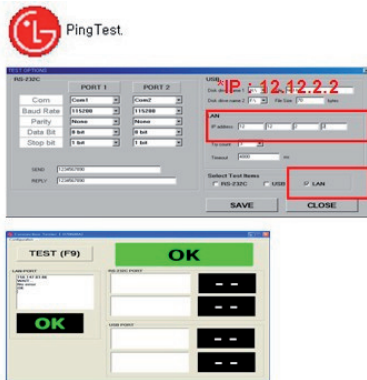 PingTest.
TEST OPTIONS
RS-232C
PORT 1 PORT 2
Com Com1 Com2
Baud Rate 115200 115200
Parity None None
Data Bit 8 bit 8 bit
Stop bit 1 bit 1 bit
SEND 1234567890
REPLY 1234567890
USB
*IP : 12.12.2.2
LAN
IP address 12 12 2 2
Try count
Timeout 4000
Select Test Items
RS-232C USB LAN
SAVE CLOSE
TEST (F9)
OK
LAN PORT
OK
RS-232C PORT
-- 
--
USB PORT
--
--